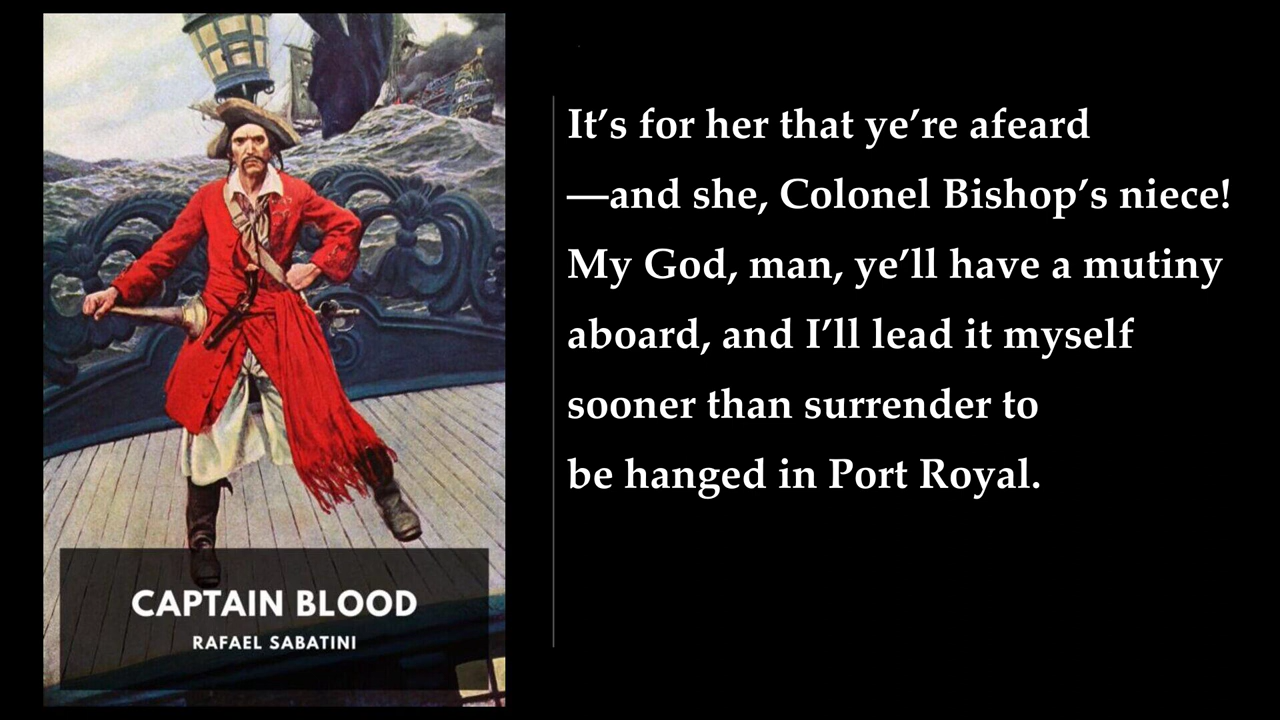 It’s for her that ye’re afeard
—and she, Colonel Bishop’s niece!
My God, man, ye’ll have a mutiny
aboard, and I’ll lead it myself
sooner than surrender to
be hanged in Port Royal.
CAPTAIN BLOOD
RAFAEL SABATINI